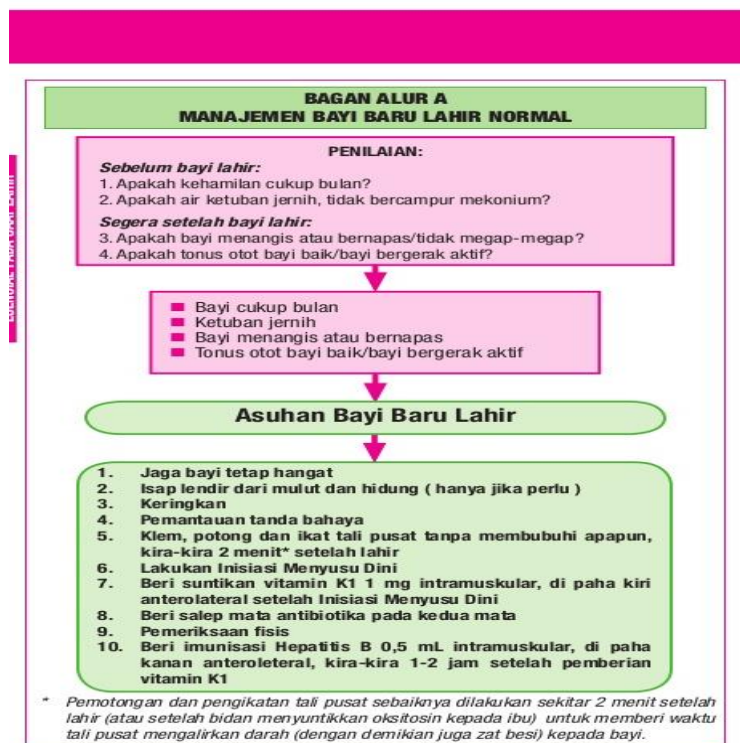 BAGAN ALUR A
MANAJEMEN BAYI BARU LAHIR NORMAL
PENILAIAN:
Sebelum bayi lahir:
1. Apakah kehamilan cukup bulan?
2. Apakah air ketuban jernih, tidak bercampur mekonium?
Segera setelah bayi lahir:
3. Apakah bayi menangis atau bernapas/tidak megap-megap?
4. Apakah tonus otot bayi baik/bayi bergerak aktif?
Bayi cukup bulan
Ketuban jernih
Bayi menangis atau bernapas
Tonus otot bayi baik/bayi bergerak aktif
Asuhan Bayi Baru Lahir
1. Jaga bayi tetap hangat
2. Isap lendir dari mulut dan hidung ( hanya jika perlu )
3. Keringkan
4. Pemantauan tanda bahaya
5. Klem, potong dan ikat tali pusat tanpa membubuhi apapun,
kira-kira 2 menit* setelah lahir
6. Lakukan Inisiasi Menyusu Dini
7. Beri suntikan vitamin K1 1 mg intramuskular, di paha kiri
anterolateral setelah Inisiasi Menyusu Dini
8. Beri salep mata antibiotika pada kedua mata
9. Pemeriksaan fisis
10. Beri imunisasi Hepatitis B 0,5 mL intramuskular, di paha
kanan anteroleteral, kira-kira 1-2 jam setelah pemberian
vitamin K1
* Pemotongan dan pengikatan tali pusat sebaiknya dilakukan sekitar 2 menit setelah
lahir (atau setelah bidan menyuntikkan oksitosin kepada ibu) untuk memberi waktu
tali pusat mengalirkan darah (dengan demikian juga zat besi) kepada bayi.